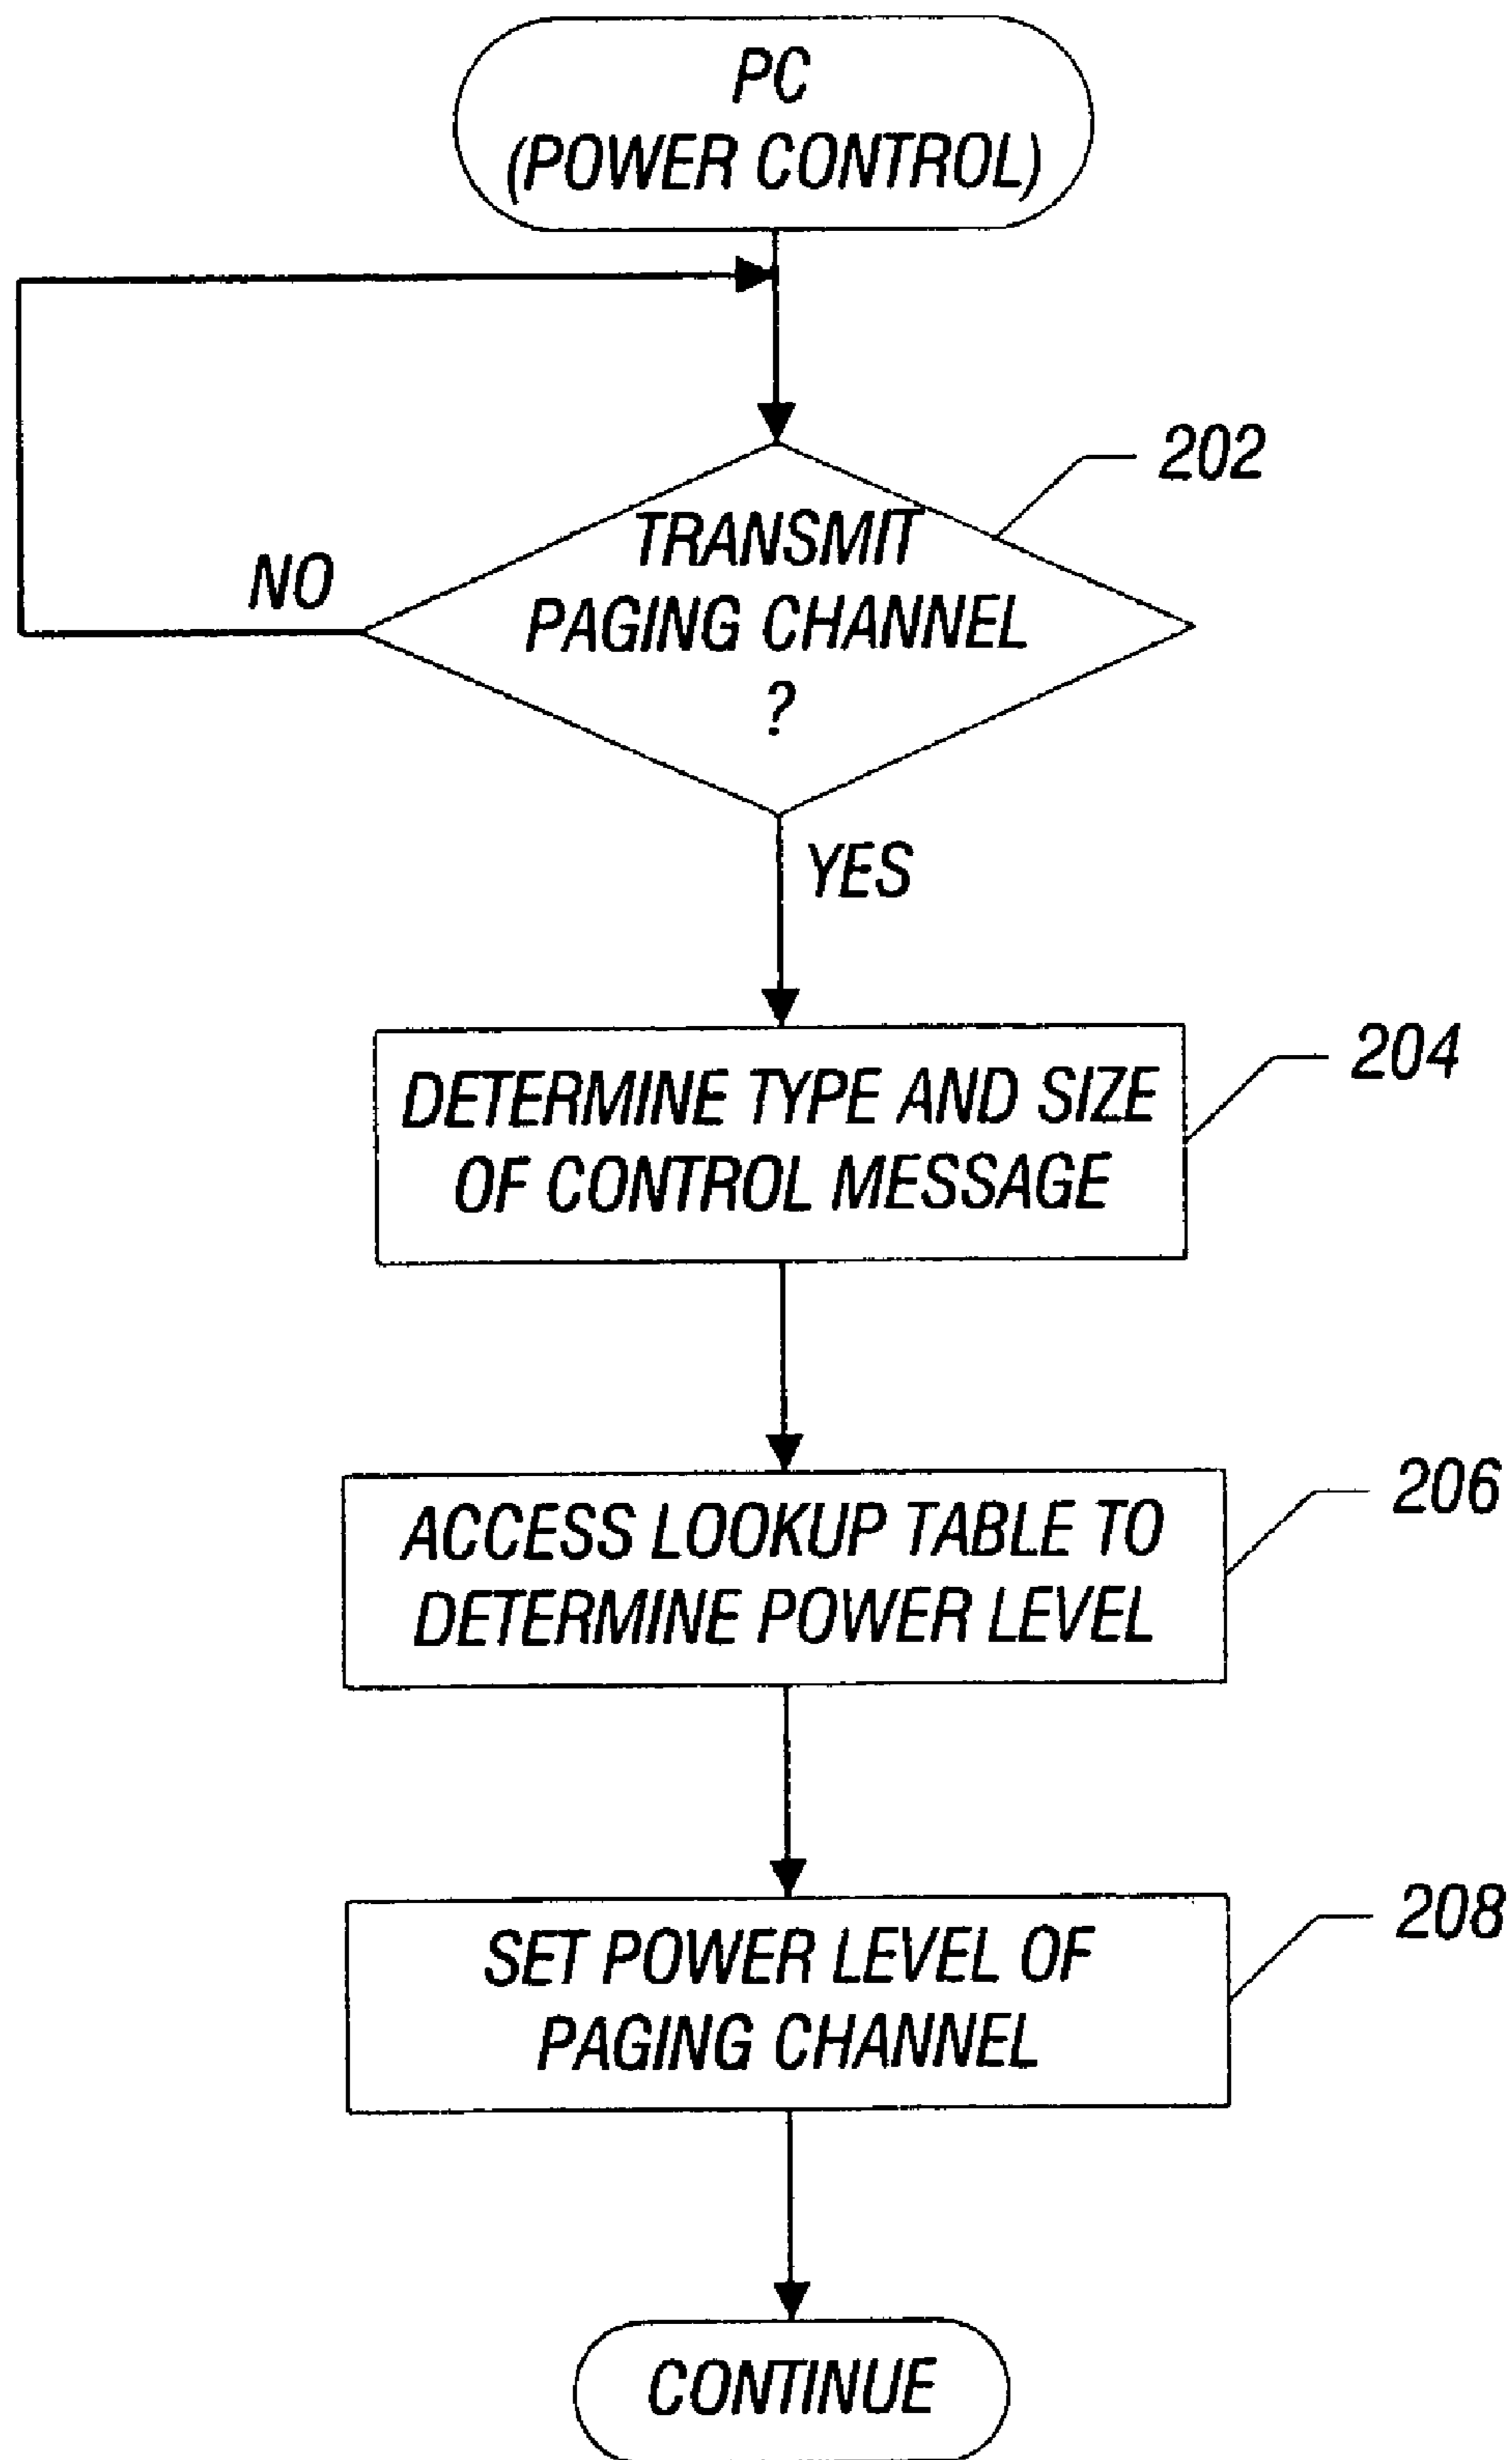 PC
(POWER CONTROL)
202
TRANSMIT
PAGING CHANNEL
?
NO
YES
204
DETERMINE TYPE AND SIZE
OF CONTROL MESSAGE
206
ACCESS LOOKUP TABLE TO
DETERMINE POWER LEVEL
208
SET POWER LEVEL OF
PAGING CHANNEL
CONTINUE